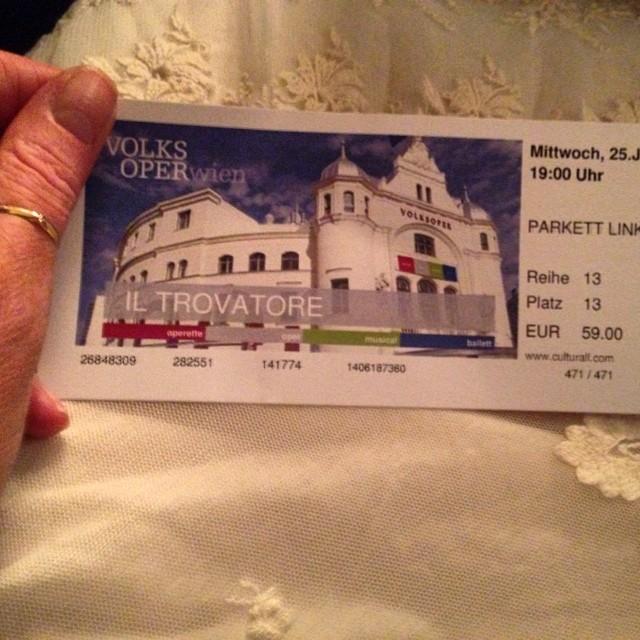 VOLKS
OPERwien
VOLKSOPER
IL TROVATORE
operette
oper
musical
ballett
26848309 282551 141774 1406187360
Mittwoch, 25.J
19:00 Uhr
PARKETT LINK
Reihe 13
Platz 13
EUR 59.00
www.culturall.com
471 / 471